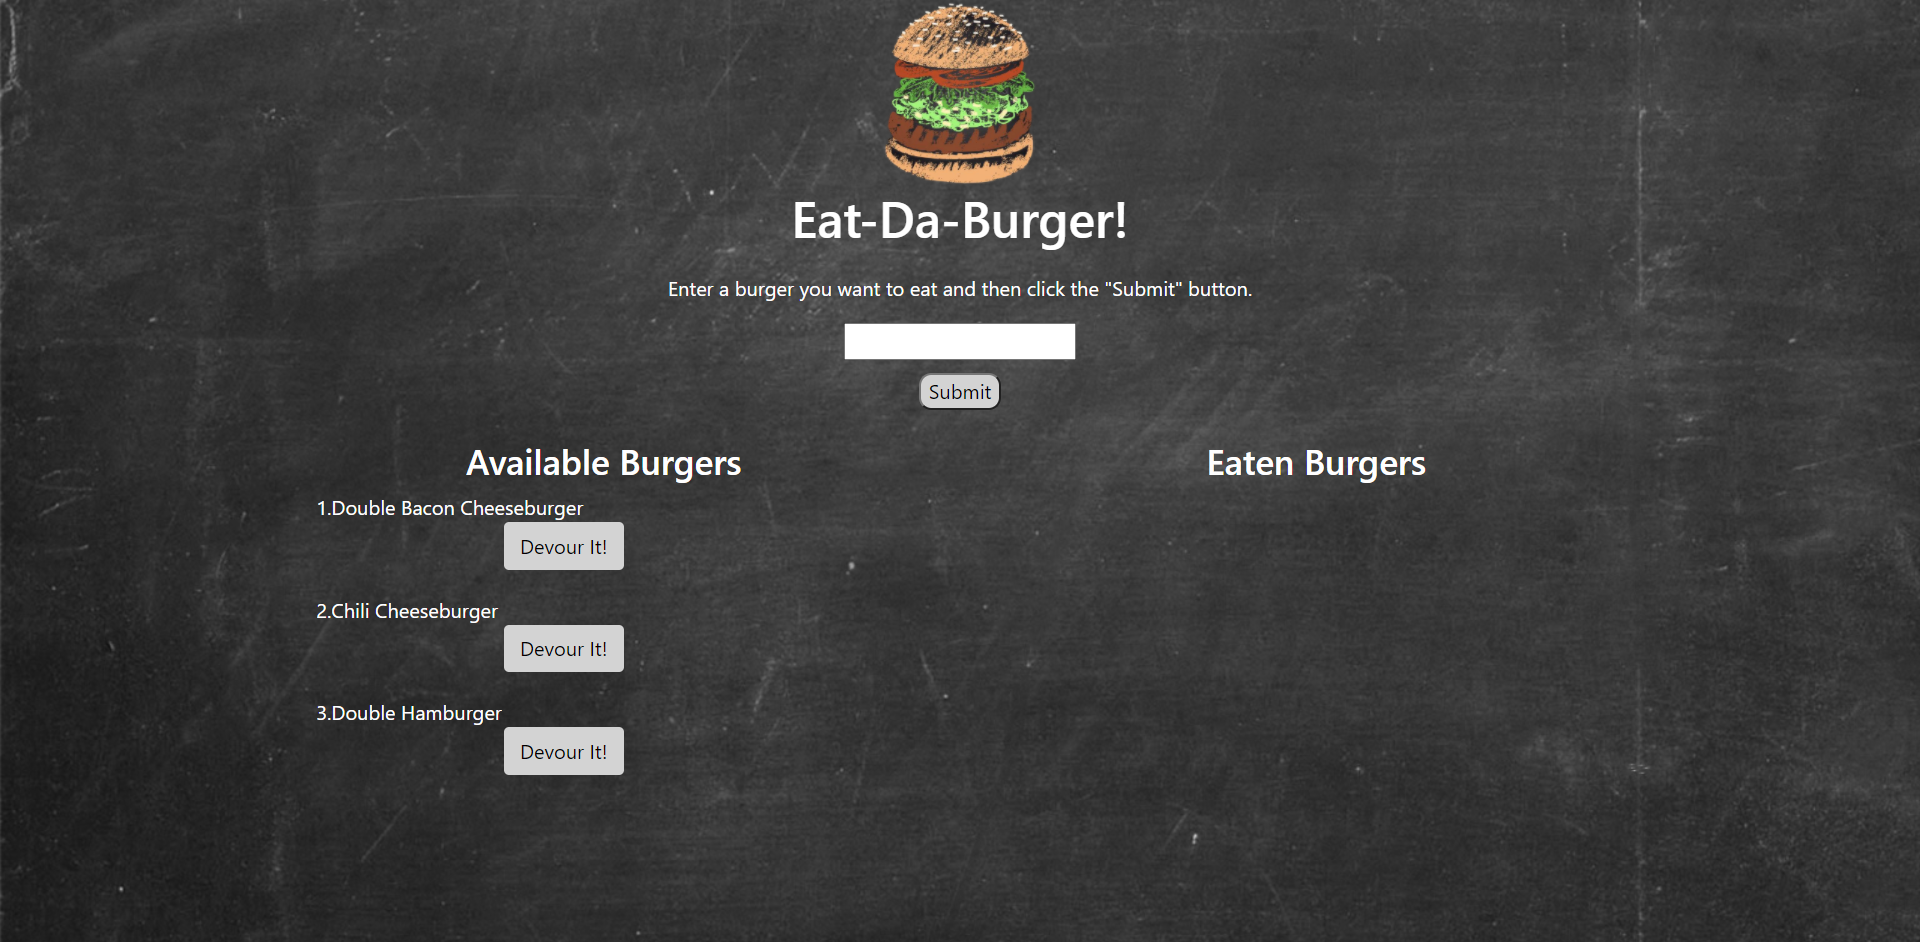 Eat-Da-Burger!
Enter a burger you want to eat and then click the "Submit" button.
Submit
Available Burgers
1.Double Bacon Cheeseburger
Devour It!
2.Chili Cheeseburger
Devour It!
3.Double Hamburger
Devour It!
Eaten Burgers